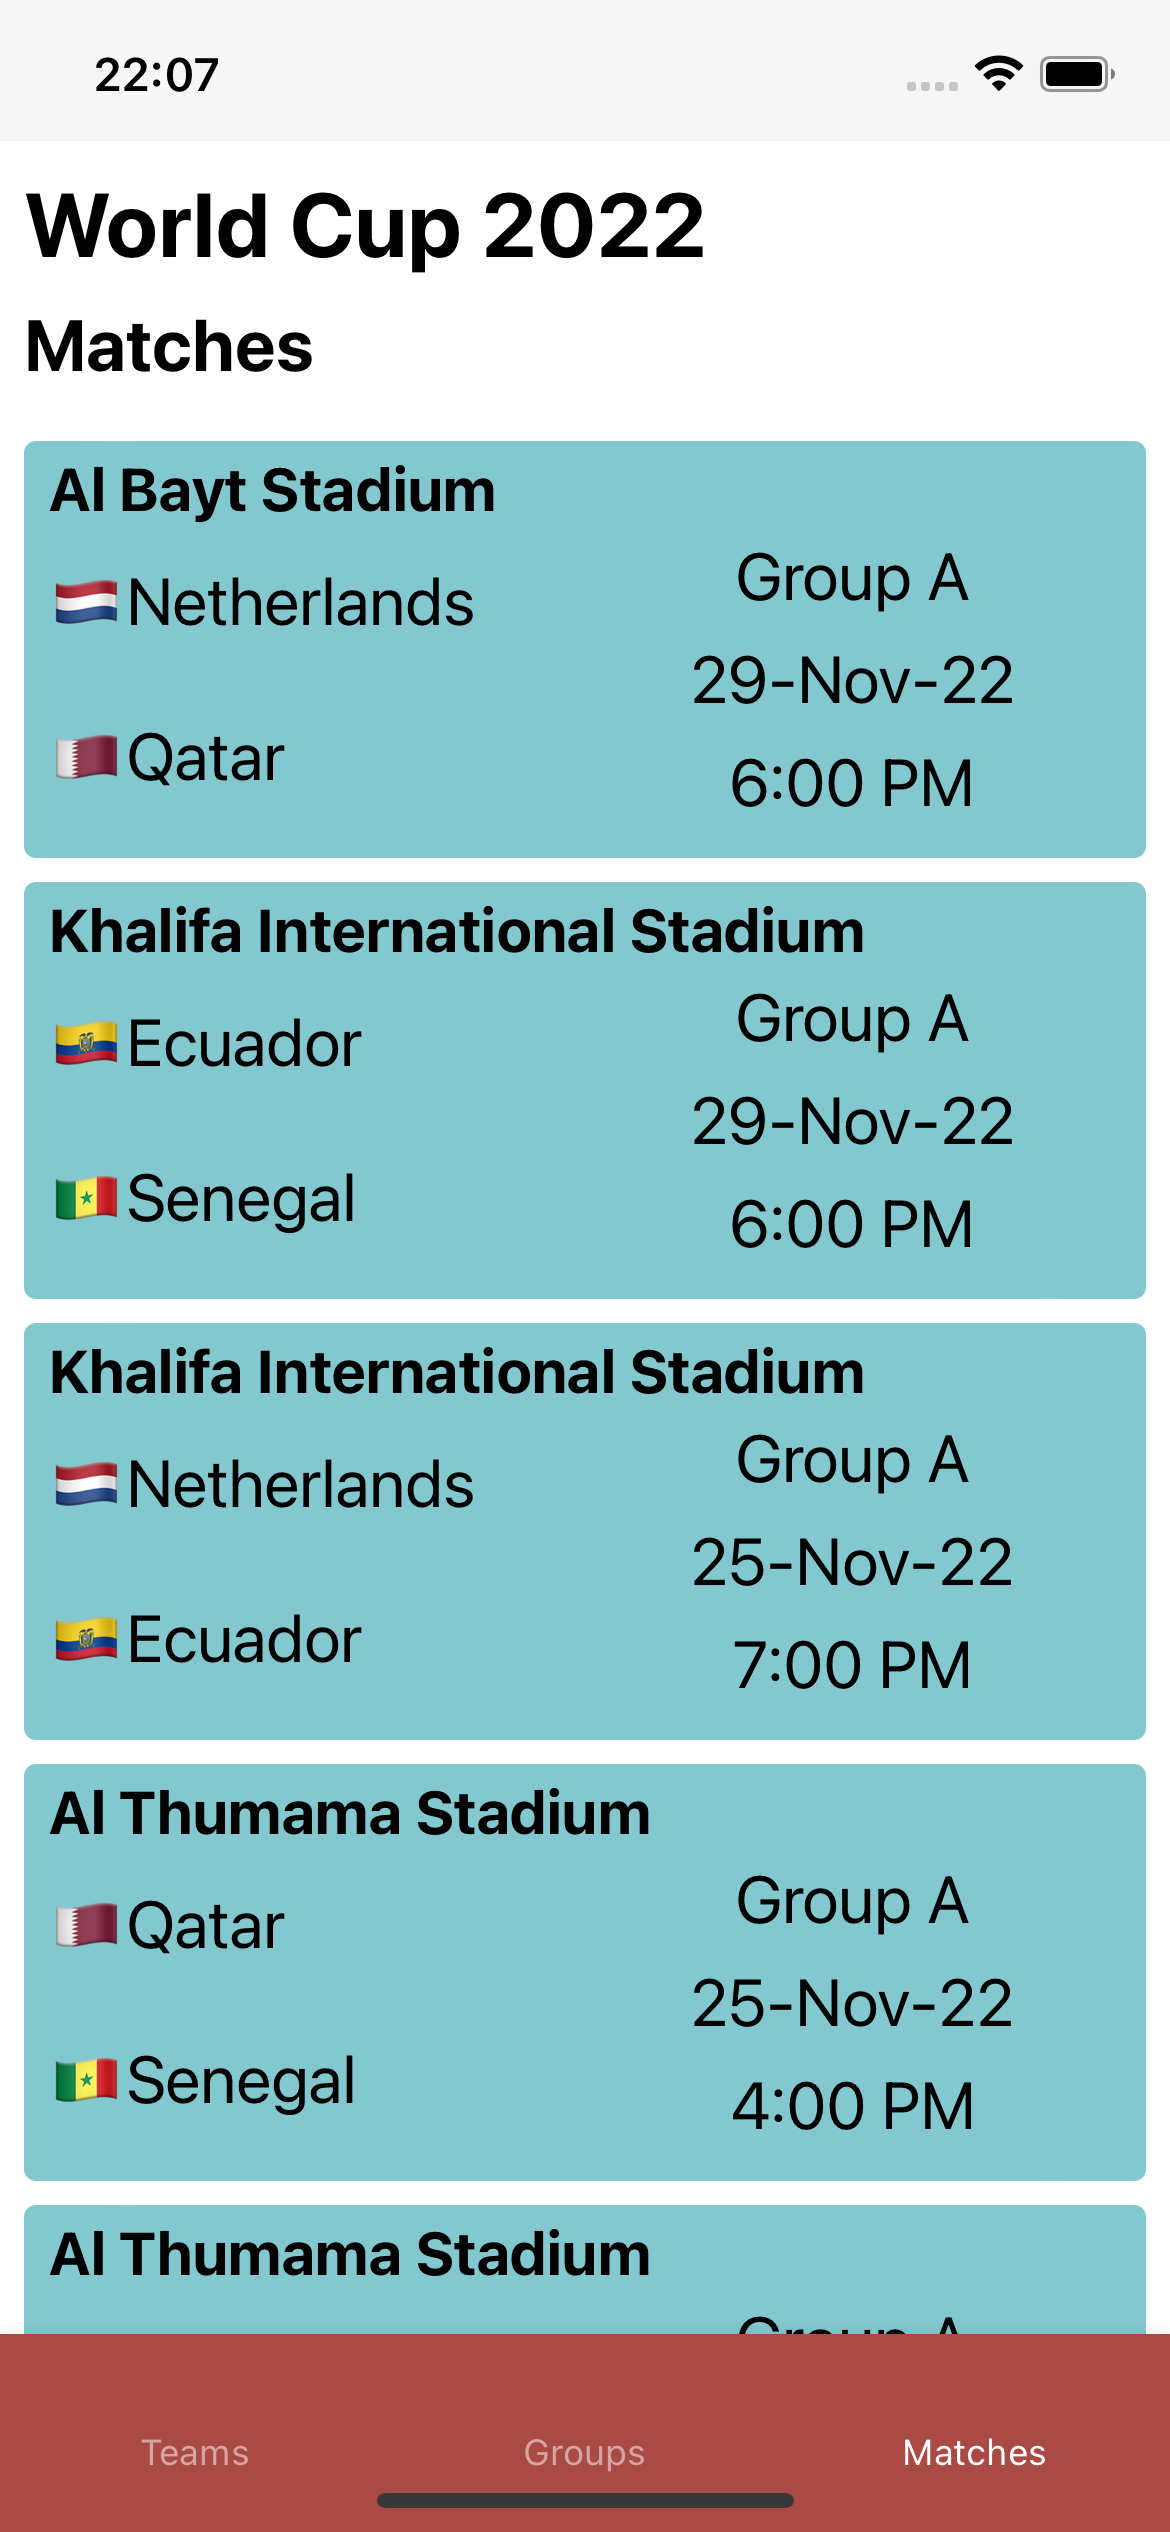 22:07
World Cup 2022
Matches
Al Bayt Stadium
Netherlands
Qatar
Group A
29-Nov-22
6:00 PM
Khalifa International Stadium
Ecuador
Senegal
Group A
29-Nov-22
6:00 PM
Khalifa International Stadium
Netherlands
Ecuador
Group A
25-Nov-22
7:00 PM
Al Thumama Stadium
Qatar
Senegal
Group A
25-Nov-22
4:00 PM
Al Thumama Stadium
Group A
Teams Groups Matches